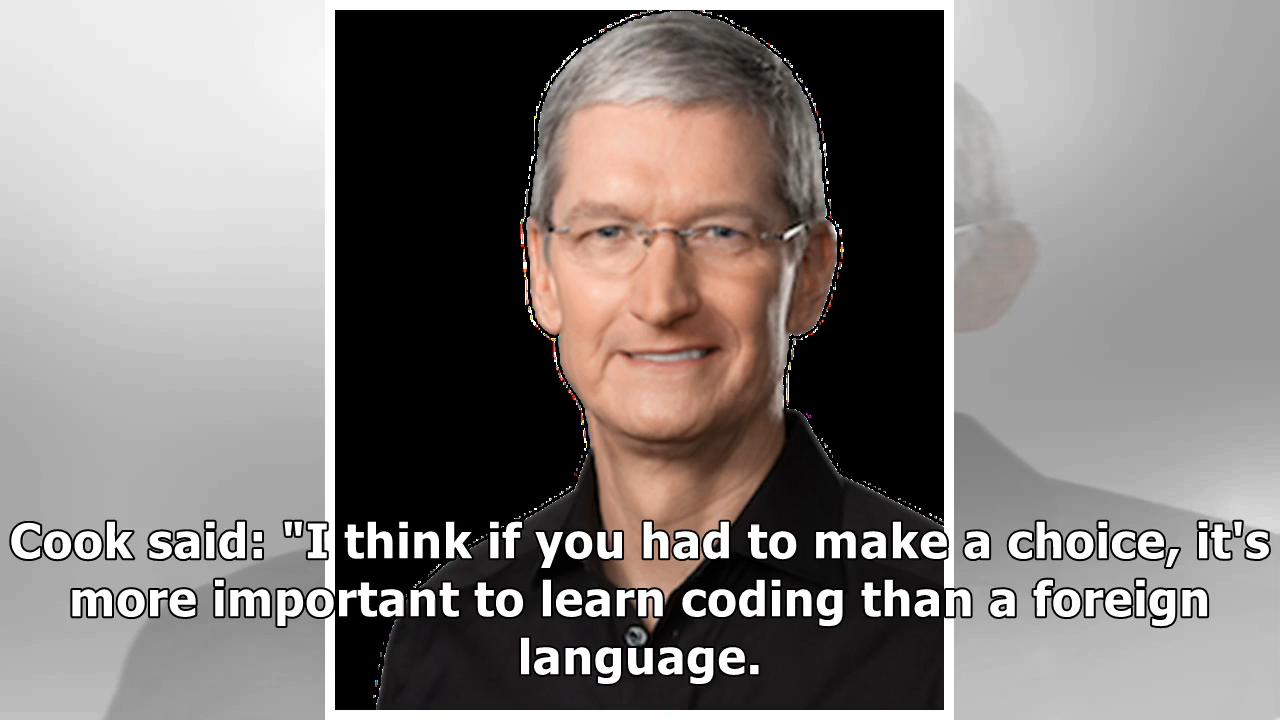 Cook said: "I think if you had to make a choice, it's
more important to learn coding than a foreign
language.